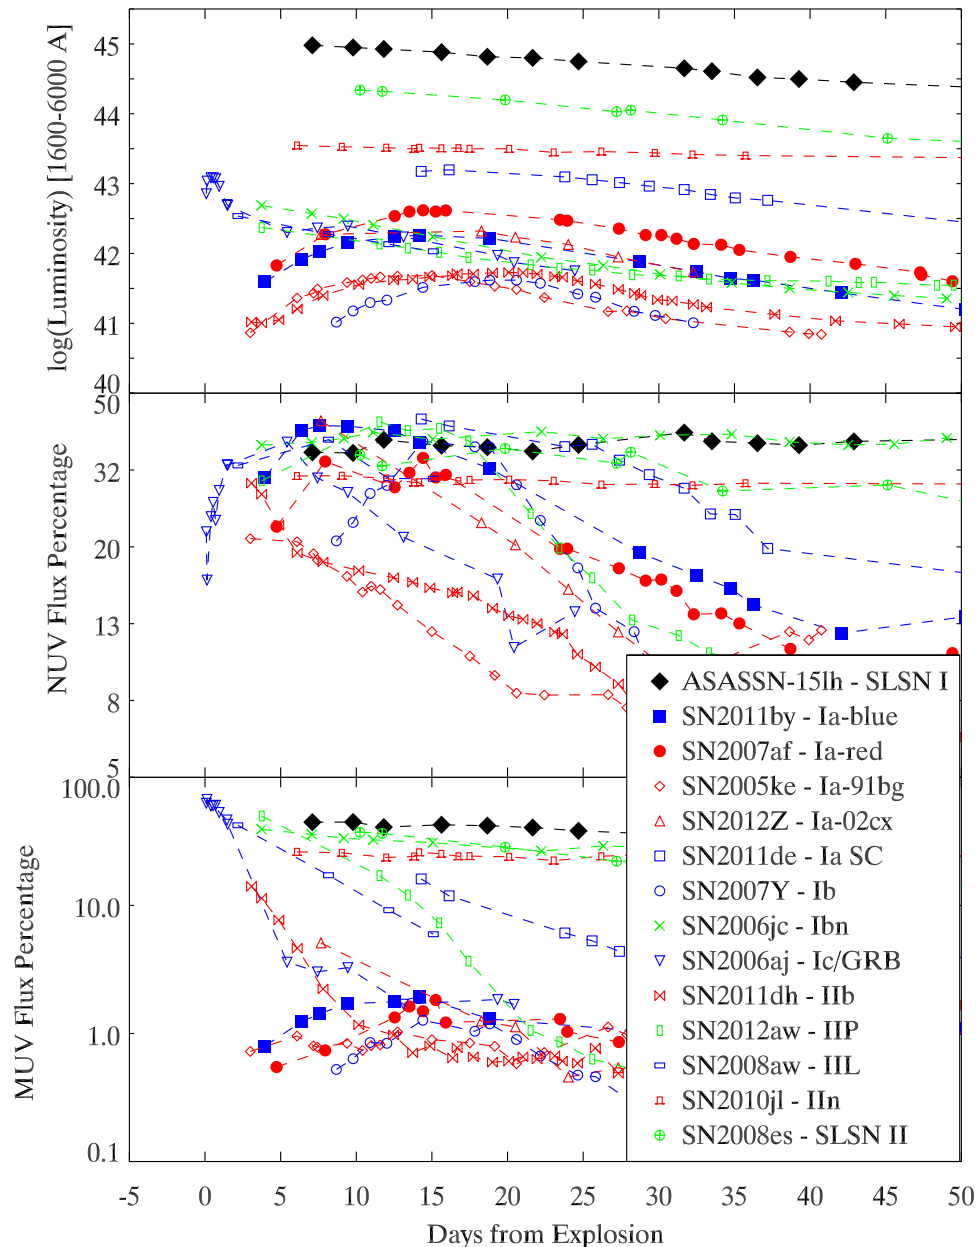 log(Luminosity) [1600-6000 A]
45
44
43
42
41
40
NUV Flux Percentage
50
32
20
13
8
5
MUV Flux Percentage
100.0
10.0
1.0
0.1
ASASSN-15lh - SLSN I
SN2011by - Ia-blue
SN2007af - Ia-red
SN2005ke - Ia-91bg
SN2012Z - Ia-02cx
SN2011de - Ia SC
SN2007Y - Ib
SN2006jc - Ibn
SN2006aj - Ic/GRB
SN2011dh - IIb
SN2012aw - IIP
SN2008aw - IIL
SN2010jl - IIn
SN2008es - SLSN II
-5 0 5 10 15 20 25 30 35 40 45 50
Days from Explosion